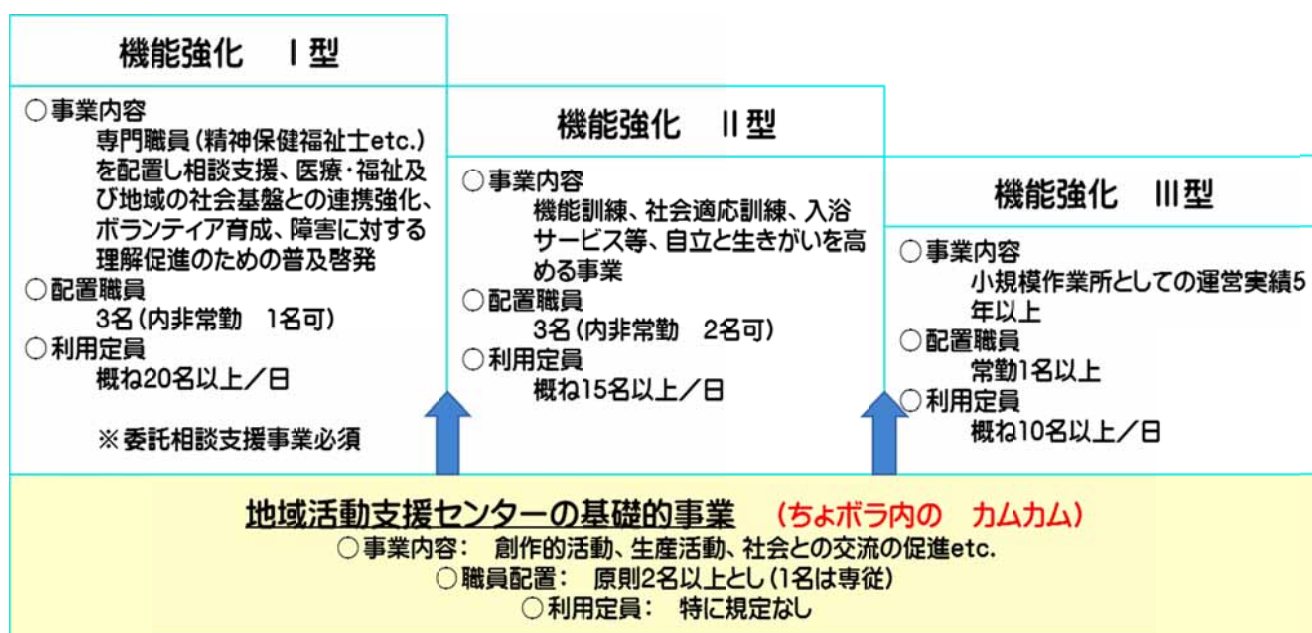 機能強化　Ⅰ型
○事業内容
専門職員(精神保健福祉士etc.)
を配置し相談支援、医療・福祉及
び地域の社会基盤との連携強化、
ボランティア育成、障害に対する
理解促進のための普及啓発
○配置職員
3名(内非常勤　1名可)
○利用定員
概ね20名以上／日
※委託相談支援事業必須
機能強化　Ⅱ型
○事業内容
機能訓練、社会適応訓練、入浴
サービス等、自立と生きがいを高
める事業
○配置職員
3名(内非常勤　2名可)
○利用定員
概ね15名以上／日
機能強化　Ⅲ型
○事業内容
小規模作業所としての運営実績5
年以上
○配置職員
常勤1名以上
○利用定員
概ね10名以上／日
地域活動支援センターの基礎的事業　(ちょボラ内の　カムカム)
○事業内容：　創作的活動、生産活動、社会との交流の促進etc.
○職員配置：　原則2名以上とし(1名は専従)
○利用定員：　特に規定なし